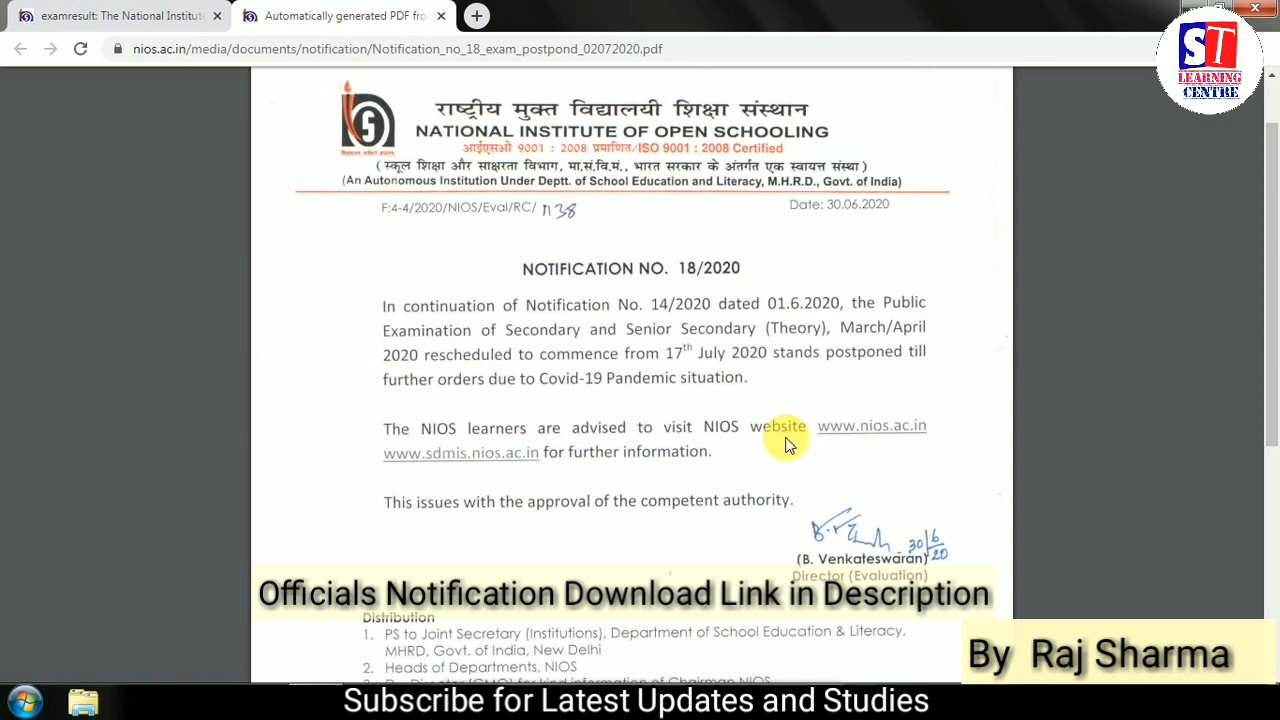 examresult: The National Institut
Automatically generated PDF fro
nios.ac.in/media/documents/notification/Notification_no_18_exam_postpond_02072020.pdf
ST
LEARNING
CENTRE
राष्ट्रीय मुक्त विद्यालयी शिक्षा संस्थान
NATIONAL INSTITUTE OF OPEN SCHOOLING
आईएसओ 9001 : 2008 प्रमाणित/ISO 9001 : 2008 Certified
( स्कूल शिक्षा और साक्षरता विभाग, मा.सं.वि.मं., भारत सरकार के अंतर्गत एक स्वायत्त संस्था)
(An Autonomous Institution Under Deptt. of School Education and Literacy, M.H.R.D., Govt. of India)
F;4-4/2020/NIOS/Eval/RC/ 1138
Date: 30.06.2020
NOTIFICATION NO. 18/2020
In continuation of Notification No. 14/2020 dated 01.6.2020, the Public
Examination of Secondary and Senior Secondary (Theory), March/April
2020 rescheduled to commence from 17th July 2020 stands postponed till
further orders due to Covid-19 Pandemic situation.
The NIOS learners are advised to visit NIOS website www.nios.ac.in
www.sdmis.nios.ac.in for further information.
This issues with the approval of the competent authority.
30/6/20
(B. Venkateswaran)
Director (Evaluation)
Officials Notification Download Link in Description
Distribution
1. PS to Joint Secretary (Institutions), Department of School Education & Literacy,
MHRD, Govt. of India, New Delhi
2. Heads of Departments, NIOS
By Raj Sharma
Subscribe for Latest Updates and Studies